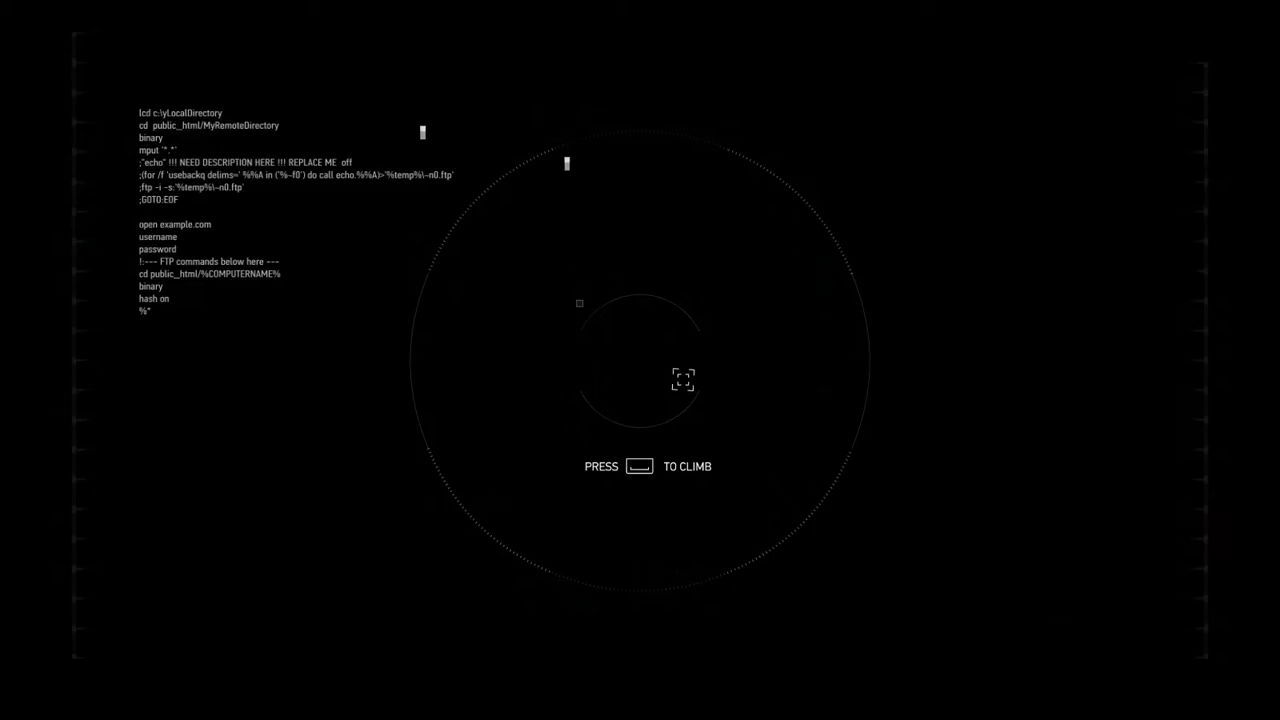 lcd c:\yLocalDirectory
cd  public_html/MyRemoteDirectory
binary
mput "*.*"
;"echo" !!! NEED DESCRIPTION HERE !!! REPLACE ME  off
;(for /f 'usebackq delims=' %%A in ('%~f0') do call echo.%%A)>'%temp%\~n0.ftp'
;ftp -i -s:'%temp%\~n0.ftp'
;GOTO:EOF
open example.com
username
password
!:--- FTP commands below here ---
cd public_html/%COMPUTERNAME%
binary
hash on
%*
PRESS TO CLIMB